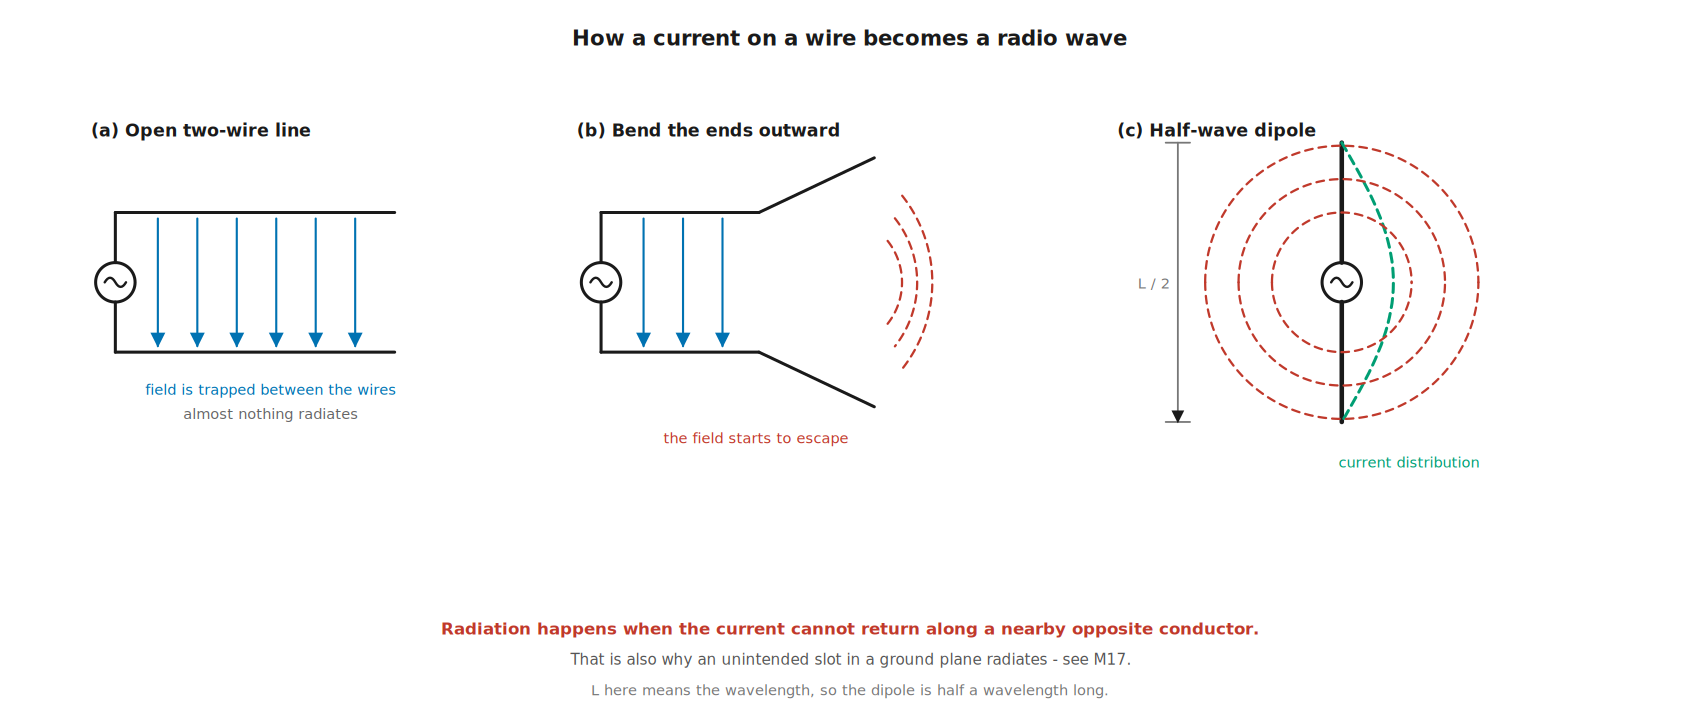 How a current on a wire becomes a radio wave
(a) Open two-wire line
(b) Bend the ends outward
(c) Half-wave dipole
L / 2
field is trapped between the wires
almost nothing radiates
the field starts to escape
current distribution
Radiation happens when the current cannot return along a nearby opposite conductor.
That is also why an unintended slot in a ground plane radiates - see M17.
L here means the wavelength, so the dipole is half a wavelength long.